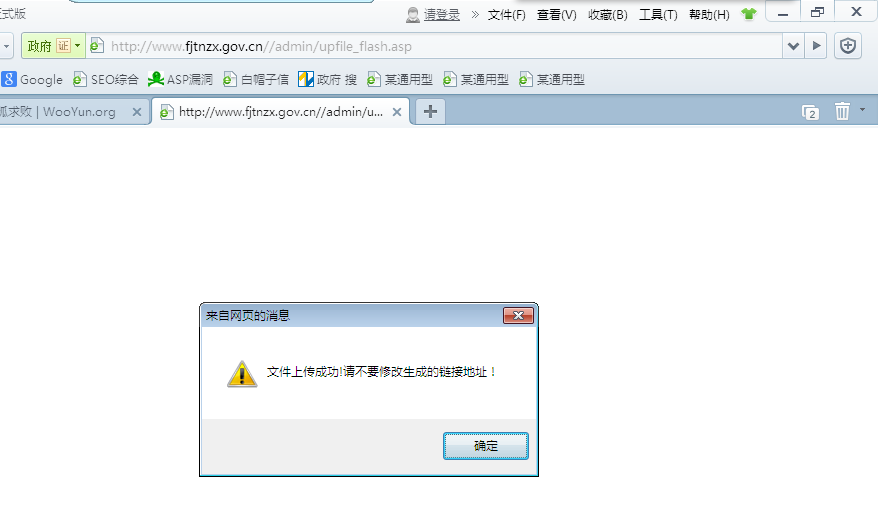 正式版 请登录 » 文件(F) 查看(V) 收藏(B) 工具(T) 帮助(H)
政府 证 http://www.fjtnzx.gov.cn//admin/upfile_flash.asp
8 Google SEO综合 ASP漏洞 白帽子信 政府 搜 某通用型 某通用型 某通用型
孤求败 | WooYun.org http://www.fjtnzx.gov.cn//admin/u... 2
来自网页的消息
文件上传成功!请不要修改生成的链接地址！
确定